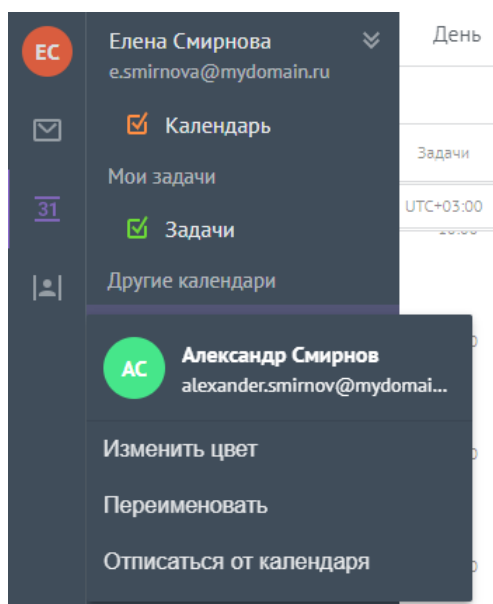 ЕС
Елена Смирнова
e.smirnova@mydomain.ru
День
Календарь
Мои задачи
Задачи
31
UTC+03:00
Задачи
Другие календари
АС
Александр Смирнов
alexander.smirnov@mydomai...
Изменить цвет
Переименовать
Отписаться от календаря